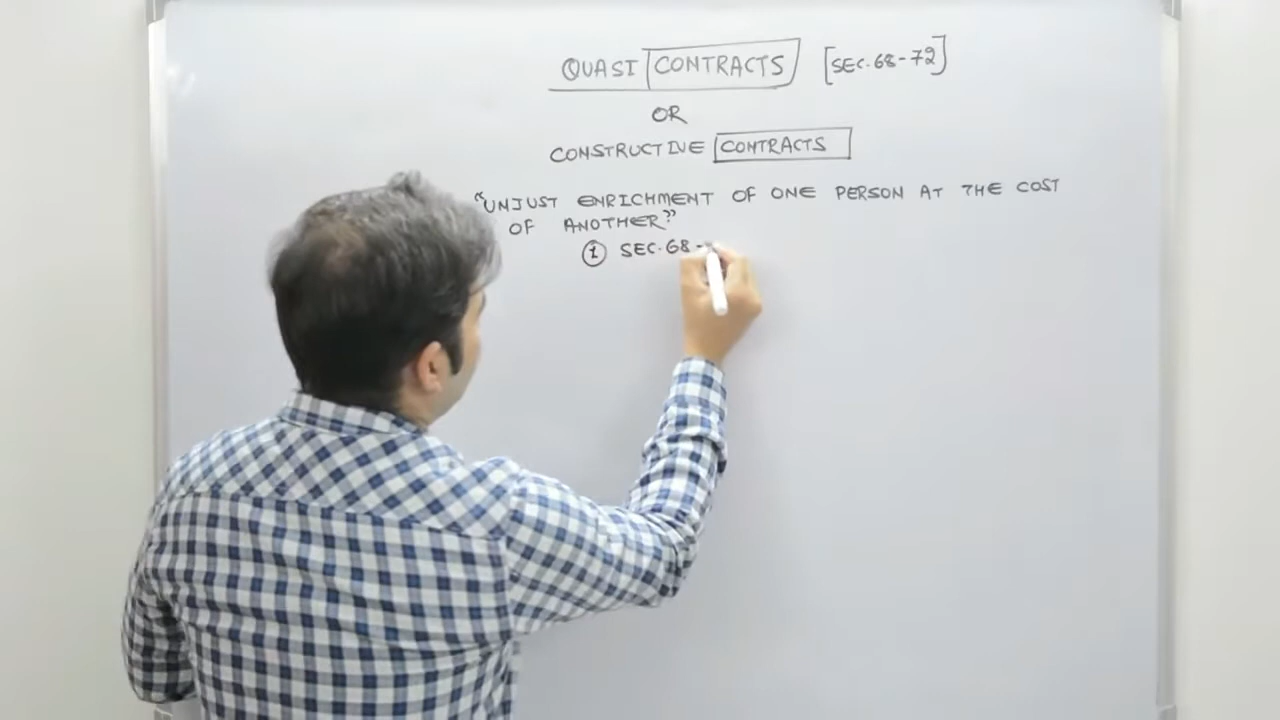 QUASI CONTRACTS [SEC.68-72]
OR
CONSTRUCTIVE CONTRACTS
"UNJUST ENRICHMENT OF ONE PERSON AT THE COST
OF ANOTHER"
① SEC.68-